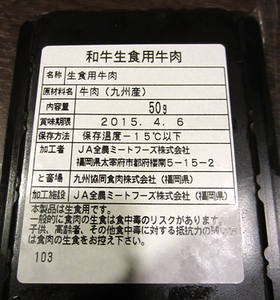 和牛生食用牛肉
名称 生食用牛肉
原材料名 牛肉（九州産）
内容量 50g
賞味期限 2015. 4. 6
保存方法 保存温度－15℃以下
加工者 JA全農ミートフーズ株式会社
福岡県太宰府市都府楼南5-15-2
と畜場 九州協同食肉株式会社（福岡県）
加工施設 JA全農ミートフーズ株式会社（福岡県）
本製品は生食用です。
一般的に食肉の生食は食中毒のリスクがあります。
子供、高齢者、その他食中毒に対する抵抗力の弱い
は食肉の生食をお控え下さい。
103